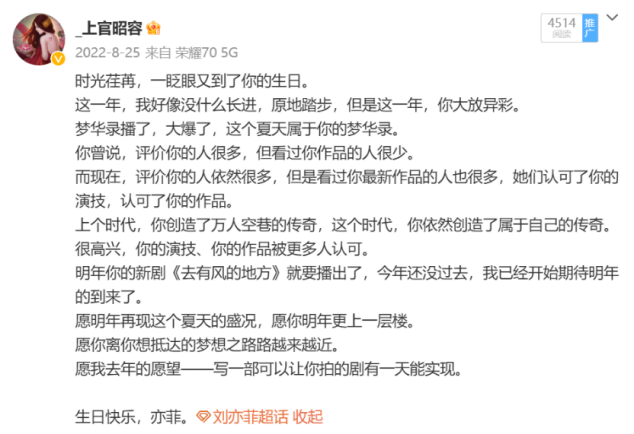 _上官昭容
2022-8-25 来自 荣耀70 5G
4514
阅读
推广
时光荏苒，一眨眼又到了你的生日。
这一年，我好像没什么长进，原地踏步，但是这一年，你大放异彩。
梦华录播了，大爆了，这个夏天属于你的梦华录。
你曾说，评价你的人很多，但看过你作品的人很少。
而现在，评价你的人依然很多，但是看过你最新作品的人也很多，她们认可了你的
演技，认可了你的作品。
上个时代，你创造了万人空巷的传奇，这个时代，你依然创造了属于自己的传奇。
很高兴，你的演技、你的作品被更多人认可。
明年你的新剧《去有风的地方》就要播出了，今年还没过去，我已经开始期待明年
的到来了。
愿明年再现这个夏天的盛况，愿你明年更上一层楼。
愿你离你想抵达的梦想之路路越来越近。
愿我去年的愿望——写一部可以让你拍的剧有一天能实现。
生日快乐，亦菲。刘亦菲超话 收起